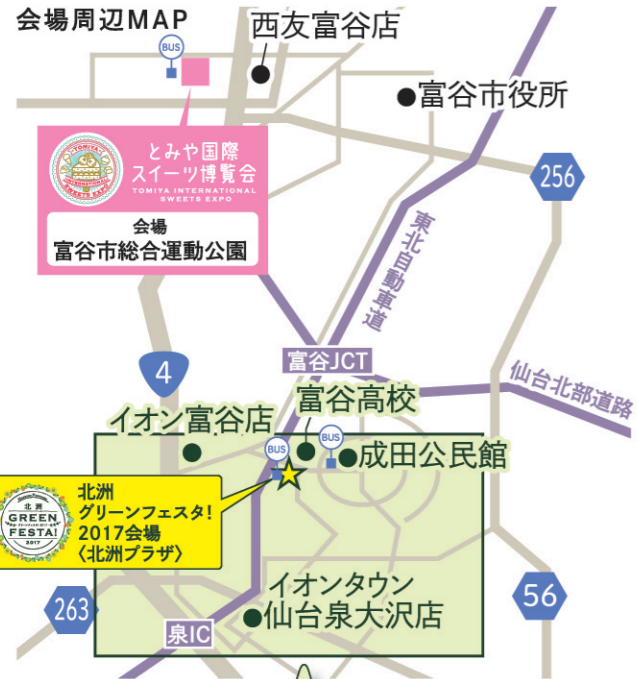 会場周辺MAP
西友富谷店
BUS
富谷市役所
TOMIYA
INTERNATIONAL
SWEETS EXPO
とみや国際
スイーツ博覧会
TOMIYA INTERNATIONAL
SWEETS EXPO
256
会場
富谷市総合運動公園
東北自動車道
4
富谷JCT
仙台北部道路
イオン富谷店
富谷高校
BUS
BUS
成田公民館
北洲
GREEN
FESTA!
2017
北洲
グリーンフェスタ!
2017会場
〈北洲プラザ〉
イオンタウン
仙台泉大沢店
263
泉IC
56